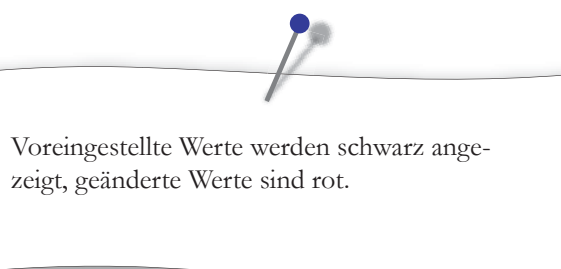 Voreingestellte Werte werden schwarz ange-
zeigt, geänderte Werte sind rot.